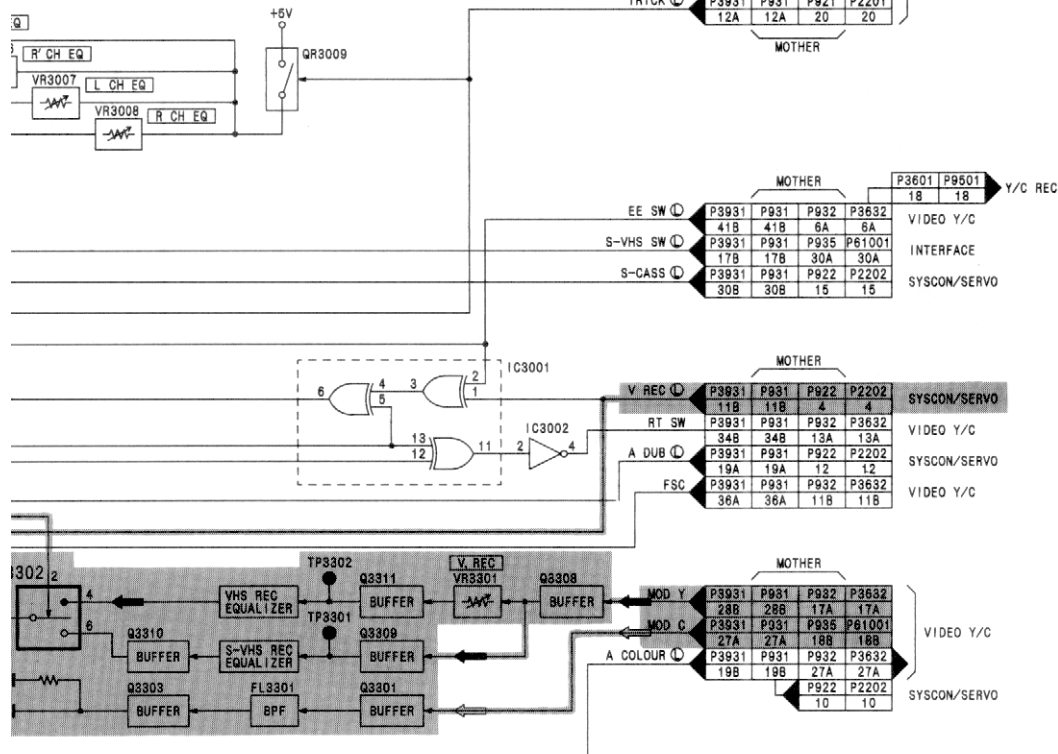 TRICK Ⓛ P3931 P931 P921 P2201
12A 12A 20 20
MOTHER
EQ
+5V
QR3009
R' CH EQ
VR3007 L CH EQ
VR3008 R CH EQ
P3601 P9501 Y/C REC
18 18
MOTHER
EE SW Ⓛ P3931 P931 P932 P3632 VIDEO Y/C
41B 41B 6A 6A
S-VHS SW Ⓛ P3931 P931 P935 P61001 INTERFACE
17B 17B 30A 30A
S-CASS Ⓛ P3931 P931 P922 P2202 SYSCON/SERVO
30B 30B 15 15
IC3001
6 4 5 3 2 1
13 12 11
IC3002
2 4
MOTHER
V REC Ⓛ P3931 P931 P922 P2202 SYSCON/SERVO
11B 11B 4 4
RT SW P3931 P931 P932 P3632 VIDEO Y/C
34B 34B 13A 13A
A DUB Ⓛ P3931 P931 P922 P2202 SYSCON/SERVO
19A 19A 12 12
FSC P3931 P931 P932 P3632 VIDEO Y/C
36A 36A 11B 11B
3302 2
4
6
TP3302
VHS REC EQUALIZER
Q3311
BUFFER
V. REC
VR3301
Q3308
BUFFER
TP3301
Q3310
BUFFER
S-VHS REC EQUALIZER
Q3309
BUFFER
Q3303
BUFFER
FL3301
BPF
Q3301
BUFFER
MOTHER
MOD Y P3931 P931 P932 P3632
28B 28B 17A 17A
MOD C P3931 P931 P935 P61001 VIDEO Y/C
27A 27A 18B 18B
A COLOUR Ⓛ P3931 P931 P932 P3632
19B 19B 27A 27A
P922 P2202 SYSCON/SERVO
10 10